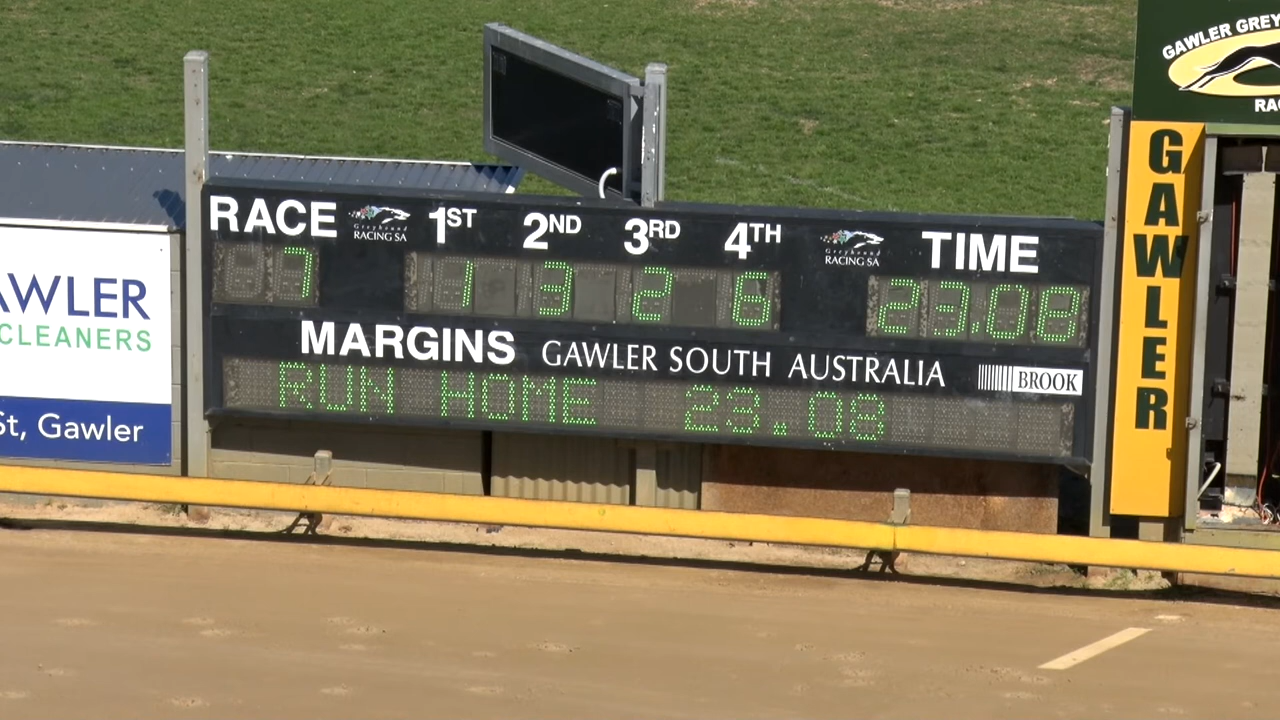 GAWLER GREY
RAC
GAWLER
RACE
Greyhound
RACING SA
1ST
2ND
3RD
4TH
Greyhound
RACING SA
TIME
7
1
3
2
6
23.08
MARGINS
GAWLER SOUTH AUSTRALIA
BROOK
RUN HOME 23.08
AWLER
CLEANERS
St, Gawler